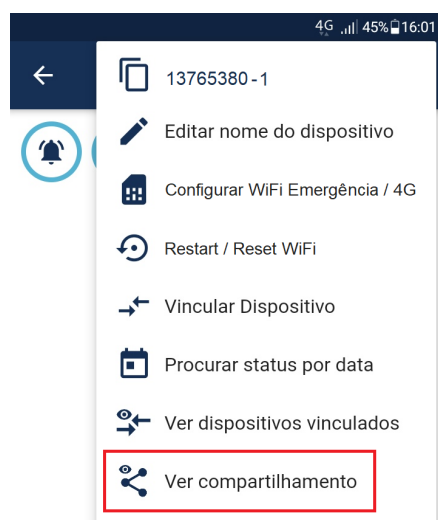 4G 45% 16:01
13765380-1
Editar nome do dispositivo
Configurar WiFi Emergência / 4G
Restart / Reset WiFi
Vincular Dispositivo
Procurar status por data
Ver dispositivos vinculados
Ver compartilhamento